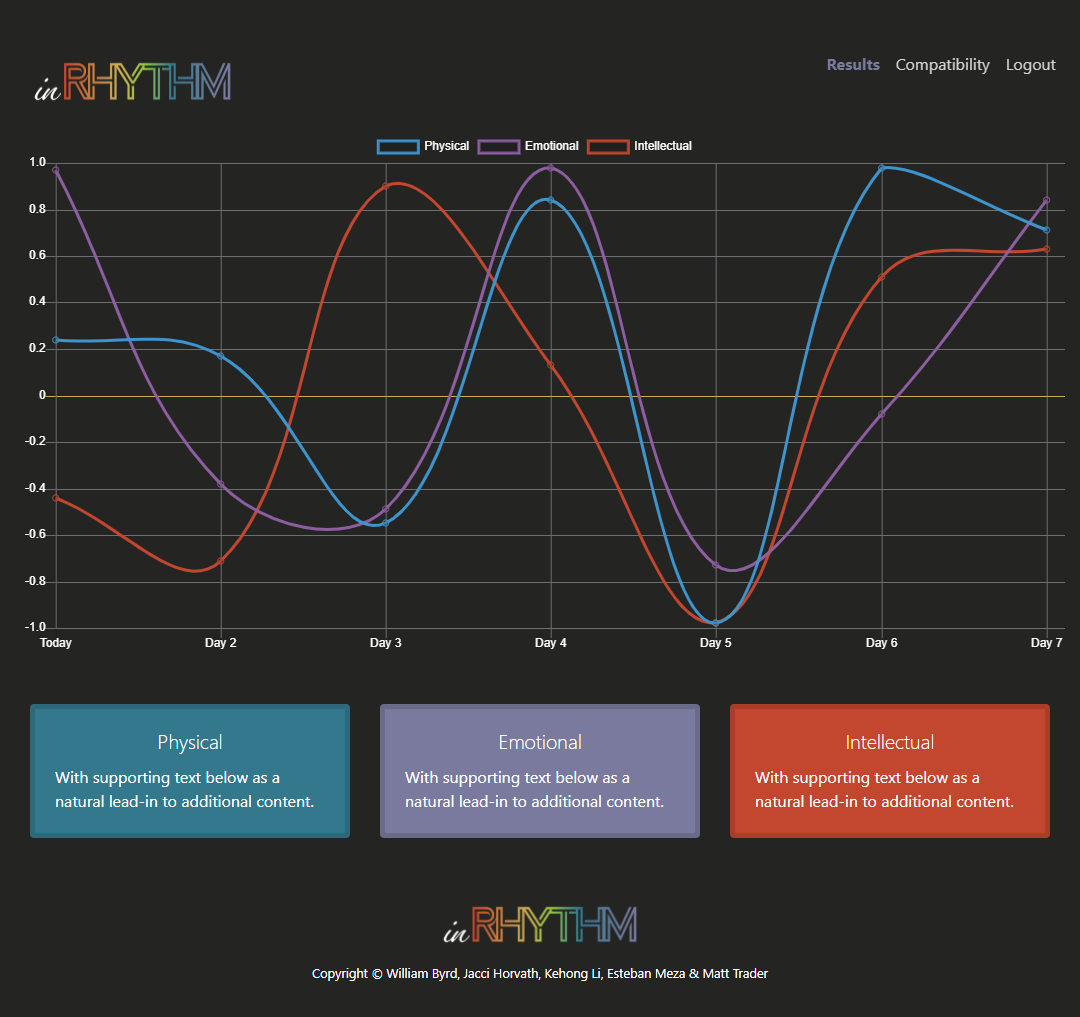 in RHYTHM
Results Compatibility Logout
Physical Emotional Intellectual
1.0
0.8
0.6
0.4
0.2
0
-0.2
-0.4
-0.6
-0.8
-1.0
Today Day 2 Day 3 Day 4 Day 5 Day 6 Day 7
Physical
With supporting text below as a
natural lead-in to additional content.
Emotional
With supporting text below as a
natural lead-in to additional content.
Intellectual
With supporting text below as a
natural lead-in to additional content.
in RHYTHM
Copyright © William Byrd, Jacci Horvath, Kehong Li, Esteban Meza & Matt Trader